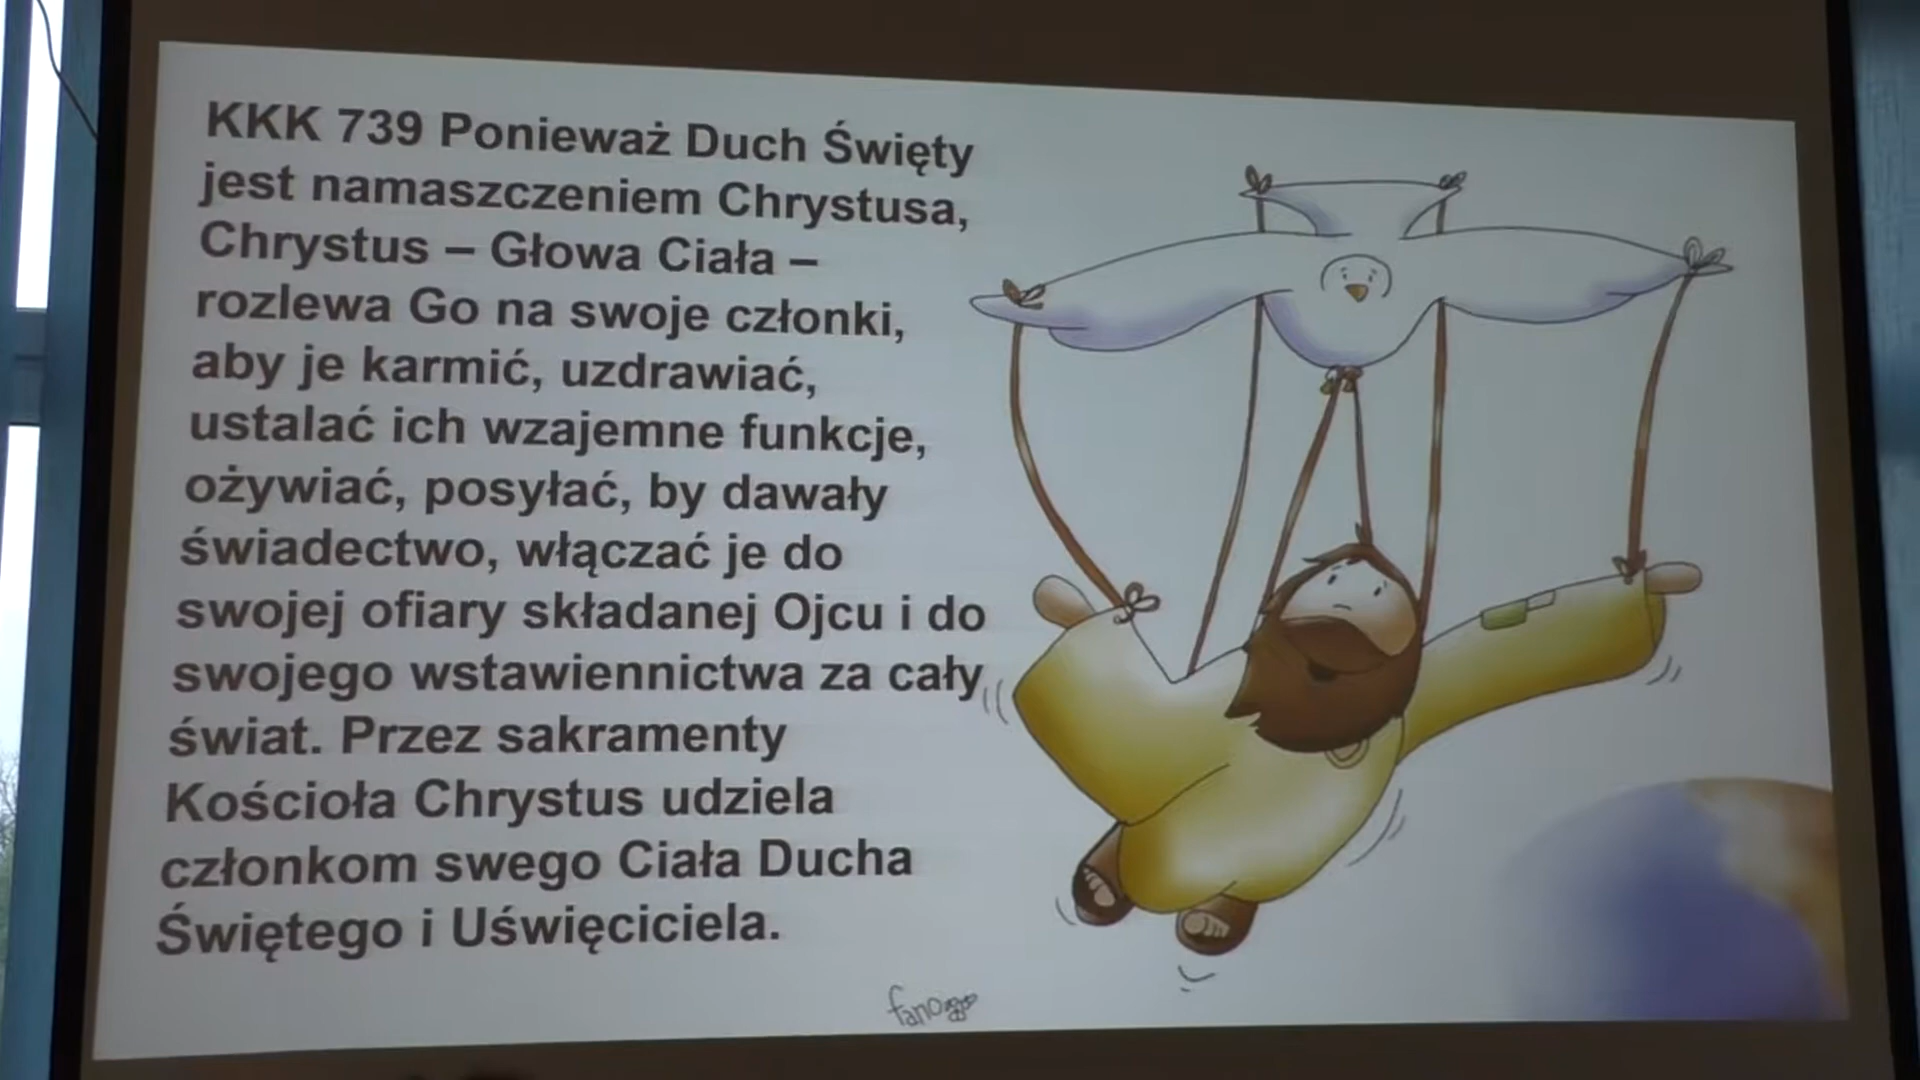 KKK 739 Ponieważ Duch Święty
jest namaszczeniem Chrystusa,
Chrystus – Głowa Ciała –
rozlewa Go na swoje członki,
aby je karmić, uzdrawiać,
ustalać ich wzajemne funkcje,
ożywiać, posyłać, by dawały
świadectwo, włączać je do
swojej ofiary składanej Ojcu i do
swojego wstawiennictwa za cały
świat. Przez sakramenty
Kościoła Chrystus udziela
członkom swego Ciała Ducha
Świętego i Uświęciciela.
fano